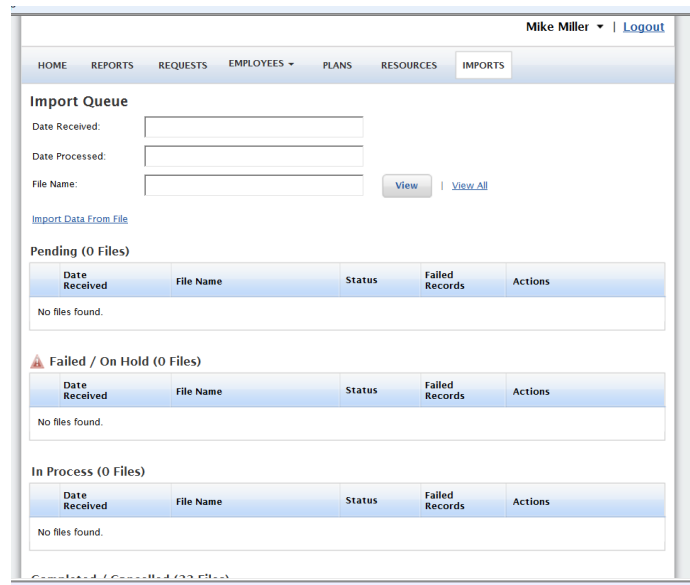 Mike Miller ▼ | Logout
HOME REPORTS REQUESTS EMPLOYEES PLANS RESOURCES IMPORTS
Import Queue
Date Received:
Date Processed:
File Name: View | View All
Import Data From File
Pending (0 Files)
Date Received File Name Status Failed Records Actions
No files found.
Failed / On Hold (0 Files)
Date Received File Name Status Failed Records Actions
No files found.
In Process (0 Files)
Date Received File Name Status Failed Records Actions
No files found.
Completed / Cancelled